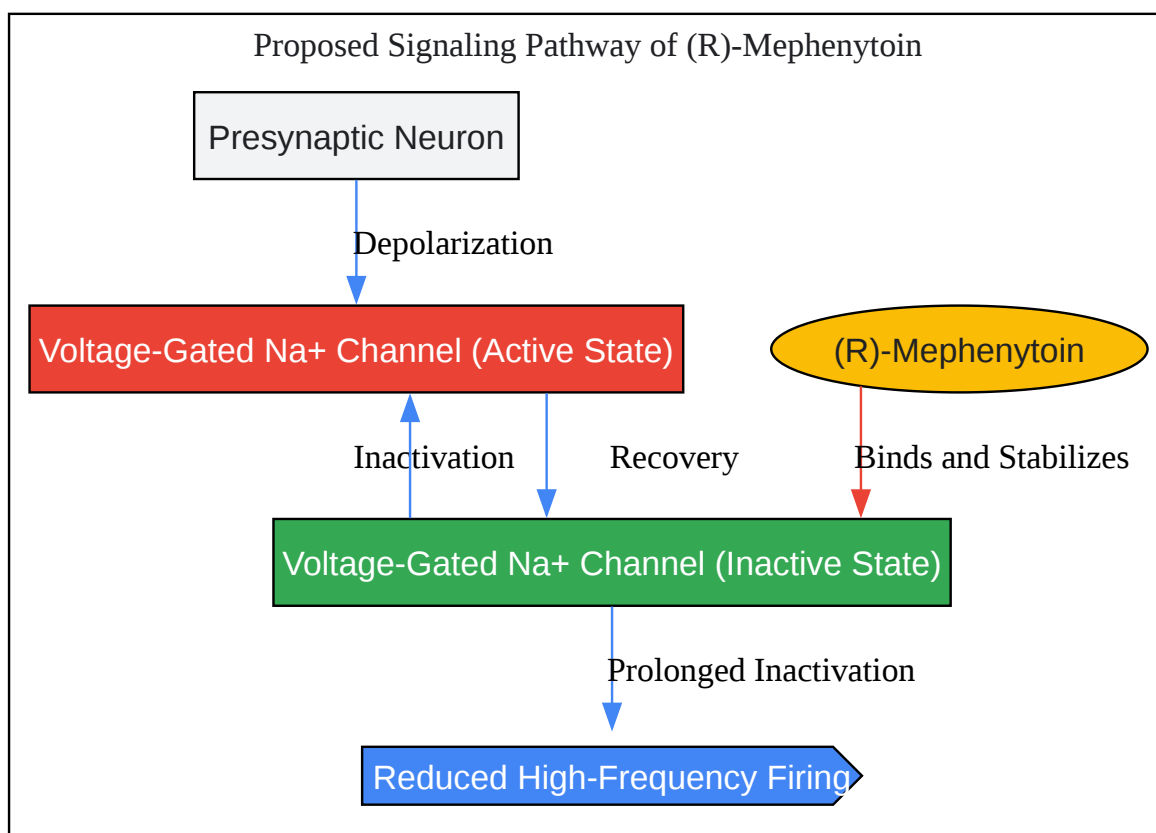 Proposed Signaling Pathway of (R)-Mephenytoin
Presynaptic Neuron
Depolarization
Voltage-Gated Na+ Channel (Active State)
(R)-Mephenytoin
Inactivation
Recovery
Binds and Stabilizes
Voltage-Gated Na+ Channel (Inactive State)
Prolonged Inactivation
Reduced High-Frequency Firing